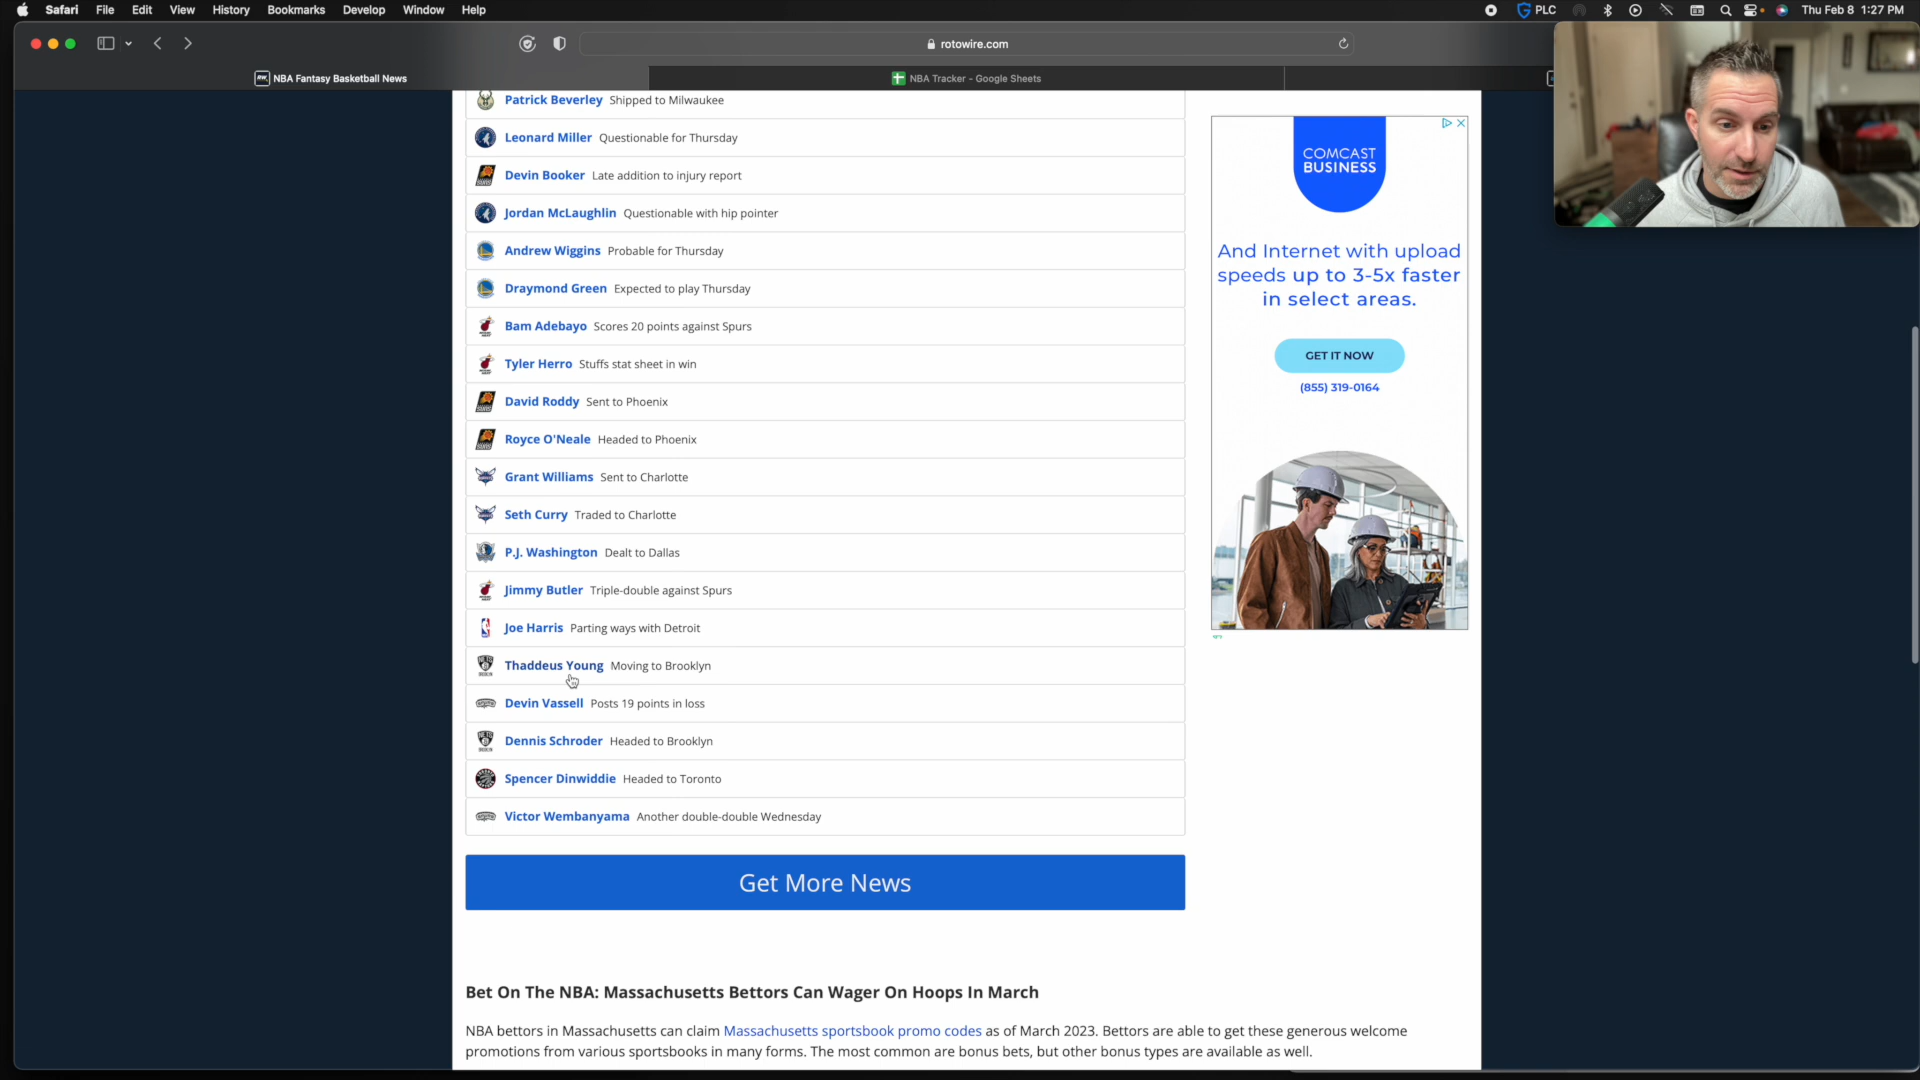 Safari File Edit View History Bookmarks Develop Window Help PLC Thu Feb 8 1:27 PM
rotowire.com
RW. NBA Fantasy Basketball News
NBA Tracker - Google Sheets
Patrick Beverley Shipped to Milwaukee
Leonard Miller Questionable for Thursday
Devin Booker Late addition to injury report
Jordan McLaughlin Questionable with hip pointer
Andrew Wiggins Probable for Thursday
Draymond Green Expected to play Thursday
Bam Adebayo Scores 20 points against Spurs
Tyler Herro Stuffs stat sheet in win
David Roddy Sent to Phoenix
Royce O'Neale Headed to Phoenix
Grant Williams Sent to Charlotte
Seth Curry Traded to Charlotte
P.J. Washington Dealt to Dallas
Jimmy Butler Triple-double against Spurs
Joe Harris Parting ways with Detroit
Thaddeus Young Moving to Brooklyn
Devin Vassell Posts 19 points in loss
Dennis Schroder Headed to Brooklyn
Spencer Dinwiddie Headed to Toronto
Victor Wembanyama Another double-double Wednesday
Get More News
Bet On The NBA: Massachusetts Bettors Can Wager On Hoops In March
NBA bettors in Massachusetts can claim Massachusetts sportsbook promo codes as of March 2023. Bettors are able to get these generous welcome
promotions from various sportsbooks in many forms. The most common are bonus bets, but other bonus types are available as well.
COMCAST
BUSINESS
And Internet with upload
speeds up to 3-5x faster
in select areas.
GET IT NOW
(855) 319-0164